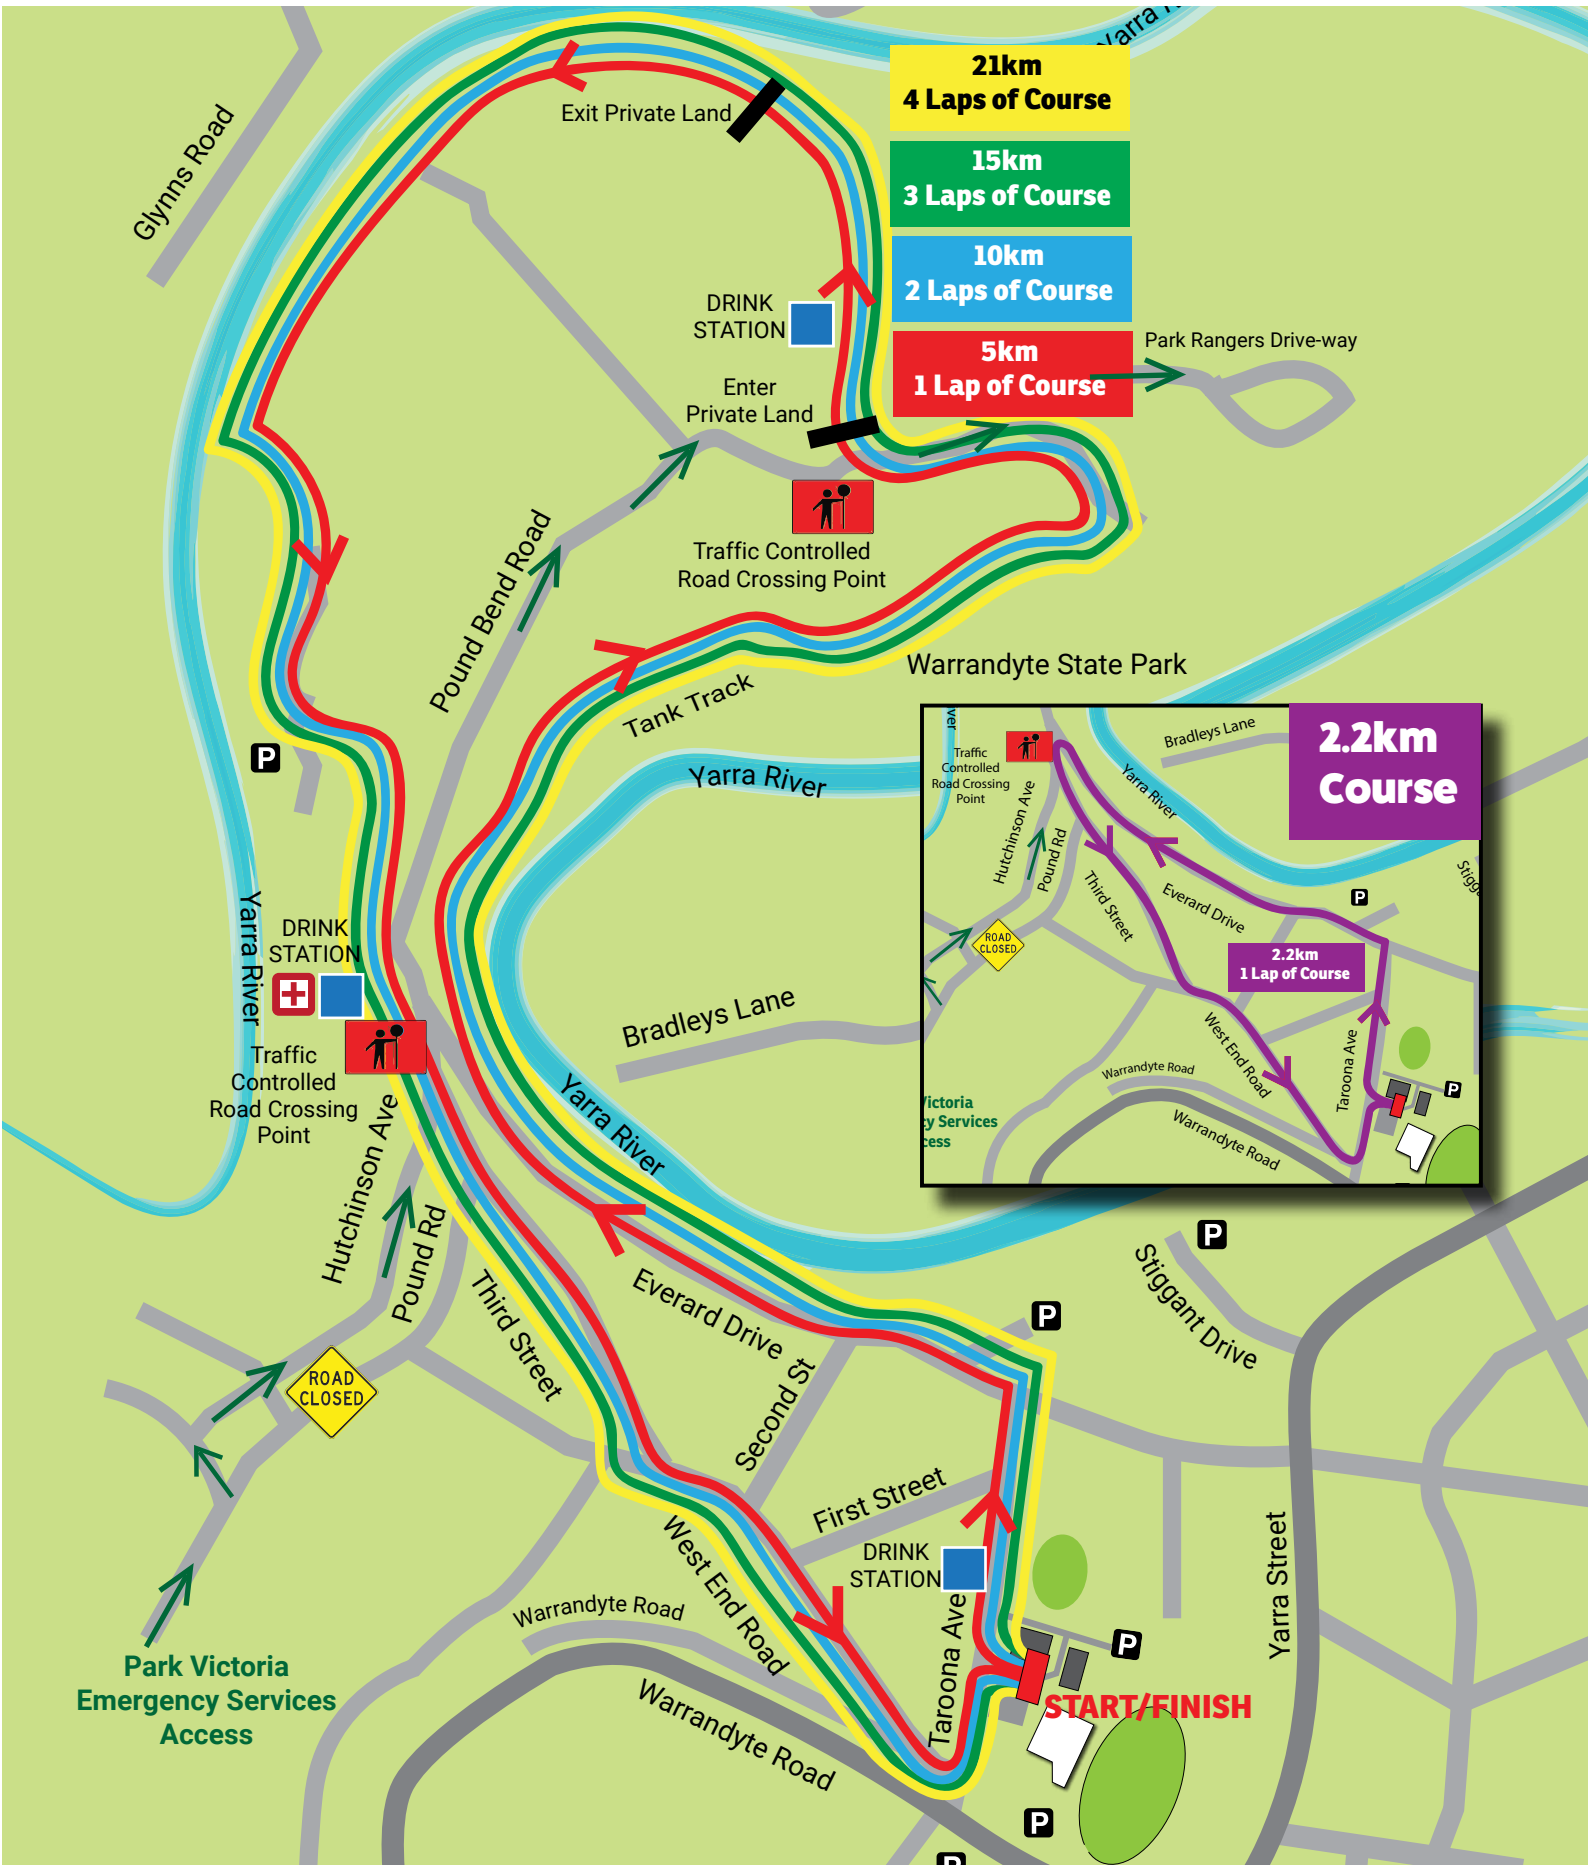 Yarra R
21km
4 Laps of Course
Exit Private Land
15km
3 Laps of Course
Glynns Road
10km
2 Laps of Course
DRINK
STATION
5km
1 Lap of Course
Park Rangers Drive-way
Enter
Private Land
Traffic Controlled
Road Crossing Point
Pound Bend Road
Warrandyte State Park
Tank Track
P
Yarra River
ver
Bradleys Lane
2.2km
Course
Traffic
Controlled
Road Crossing
Point
Yarra River
Hutchinson Ave
Pound Rd
Third Street
Everard Drive
P
Stigg
ROAD
CLOSED
2.2km
1 Lap of Course
West End Road
Taroona Ave
Warrandyte Road
P
ictoria
cy Services
cess
Warrandyte Road
Yarra River
DRINK
STATION
Bradleys Lane
Traffic
Controlled
Road Crossing
Point
Yarra River
Hutchinson Ave
Pound Rd
P
Stiggant Drive
P
Third Street
Everard Drive
Second St
ROAD
CLOSED
First Street
DRINK
STATION
West End Road
Yarra Street
Warrandyte Road
Taroona Ave
P
Park Victoria
Emergency Services
Access
START/FINISH
Warrandyte Road
P
P